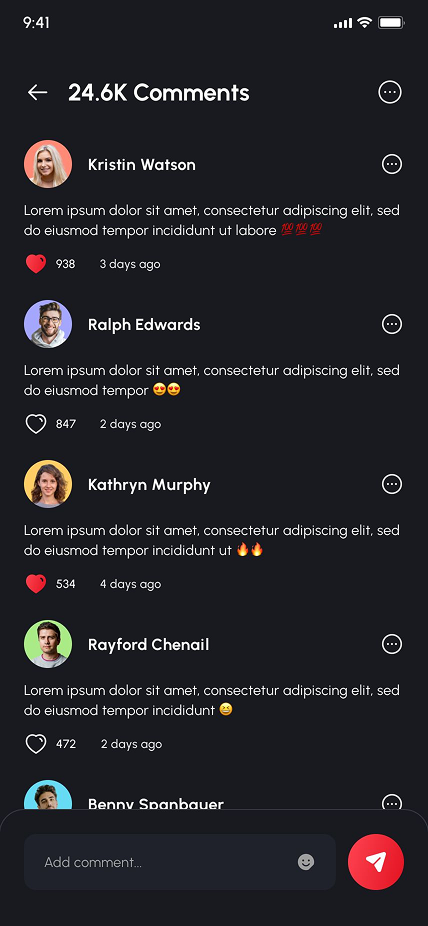 9:41
24.6K Comments
Kristin Watson
Lorem ipsum dolor sit amet, consectetur adipiscing elit, sed
do eiusmod tempor incididunt ut labore 💯💯💯
938 3 days ago
Ralph Edwards
Lorem ipsum dolor sit amet, consectetur adipiscing elit, sed
do eiusmod tempor 😍😍
847 2 days ago
Kathryn Murphy
Lorem ipsum dolor sit amet, consectetur adipiscing elit, sed
do eiusmod tempor incididunt ut 🔥🔥
534 4 days ago
Rayford Chenail
Lorem ipsum dolor sit amet, consectetur adipiscing elit, sed
do eiusmod tempor incididunt 😆
472 2 days ago
Benny Spanbauer
Add comment...